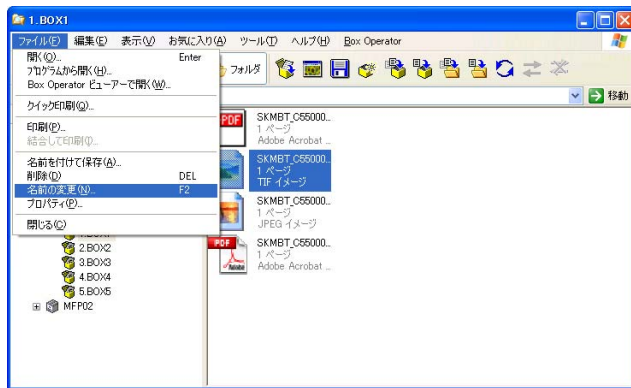 1.BOX1
ファイル(F) 編集(E) 表示(V) お気に入り(A) ツール(T) ヘルプ(H) Box Operator
開く(O)... Enter
プログラムから開く(H)...
Box Operator ビューアーで開く(W)...
クイック印刷(Q)...
印刷(P)...
結合して印刷(I)...
名前を付けて保存(A)...
削除(D) DEL
名前の変更(N)... F2
プロパティ(P)...
閉じる(C)
フォルダ
移動
PDF
SKMBT_C55000...
1 ページ
Adobe Acrobat ...
SKMBT_C55000...
1 ページ
TIF イメージ
SKMBT_C55000...
1 ページ
JPEG イメージ
PDF
Adobe
SKMBT_C55000...
1 ページ
Adobe Acrobat ...
2.BOX2
3.BOX3
4.BOX4
5.BOX5
MFP02